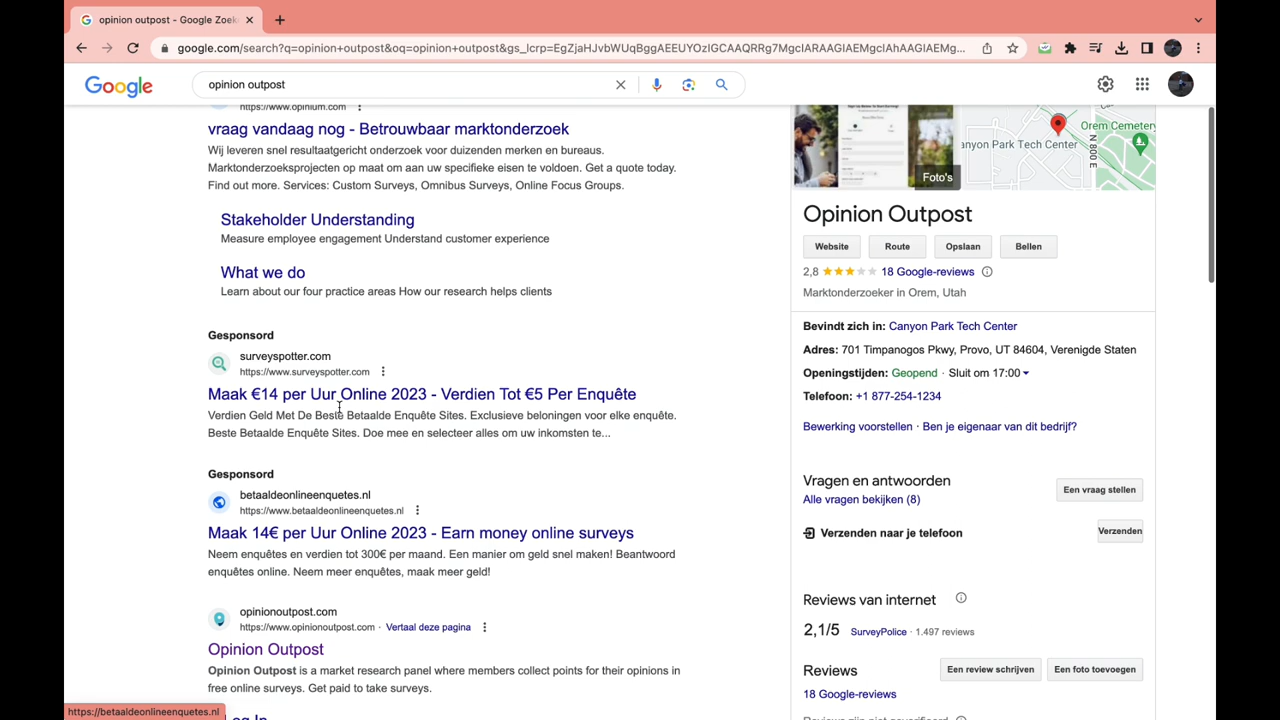 opinion outpost - Google Zoek
google.com/search?q=opinion+outpost&oq=opinion+outpost&gs_lcrp=EgZjaHJvbWUqBggAEEUYOzIGCAAQRRg7MgcIARAAGIAEMgcIAhAAGIAEMg...
Google
opinion outpost
https://www.opinium.com
vraag vandaag nog - Betrouwbaar marktonderzoek
Wij leveren snel resultaatgericht onderzoek voor duizenden merken en bureaus.
Marktonderzoeksprojecten op maat om aan uw specifieke eisen te voldoen. Get a quote today.
Find out more. Services: Custom Surveys, Omnibus Surveys, Online Focus Groups.
Stakeholder Understanding
Measure employee engagement Understand customer experience
What we do
Learn about our four practice areas How our research helps clients
Gesponsord
surveyspotter.com
https://www.surveyspotter.com
Maak €14 per Uur Online 2023 - Verdien Tot €5 Per Enquête
Verdien Geld Met De Beste Betaalde Enquête Sites. Exclusieve beloningen voor elke enquête.
Beste Betaalde Enquête Sites. Doe mee en selecteer alles om uw inkomsten te...
Gesponsord
betaaldeonlineenquetes.nl
https://www.betaaldeonlineenquetes.nl
Maak 14€ per Uur Online 2023 - Earn money online surveys
Neem enquêtes en verdien tot 300€ per maand. Een manier om geld snel maken! Beantwoord
enquêtes online. Neem meer enquêtes, maak meer geld!
opinionoutpost.com
https://www.opinionoutpost.com · Vertaal deze pagina
Opinion Outpost
Opinion Outpost is a market research panel where members collect points for their opinions in
free online surveys. Get paid to take surveys.
Log In
https://betaaldeonlineenquetes.nl
Foto's
anyon Park Tech Center
N 800 E
Orem Cemetery
Opinion Outpost
Website Route Opslaan Bellen
2,8 18 Google-reviews
Marktonderzoeker in Orem, Utah
Bevindt zich in: Canyon Park Tech Center
Adres: 701 Timpanogos Pkwy, Provo, UT 84604, Verenigde Staten
Openingstijden: Geopend · Sluit om 17:00
Telefoon: +1 877-254-1234
Bewerking voorstellen · Ben je eigenaar van dit bedrijf?
Vragen en antwoorden
Alle vragen bekijken (8)
Een vraag stellen
Verzenden naar je telefoon
Verzenden
Reviews van internet
2,1/5 SurveyPolice · 1.497 reviews
Reviews
Een review schrijven Een foto toevoegen
18 Google-reviews